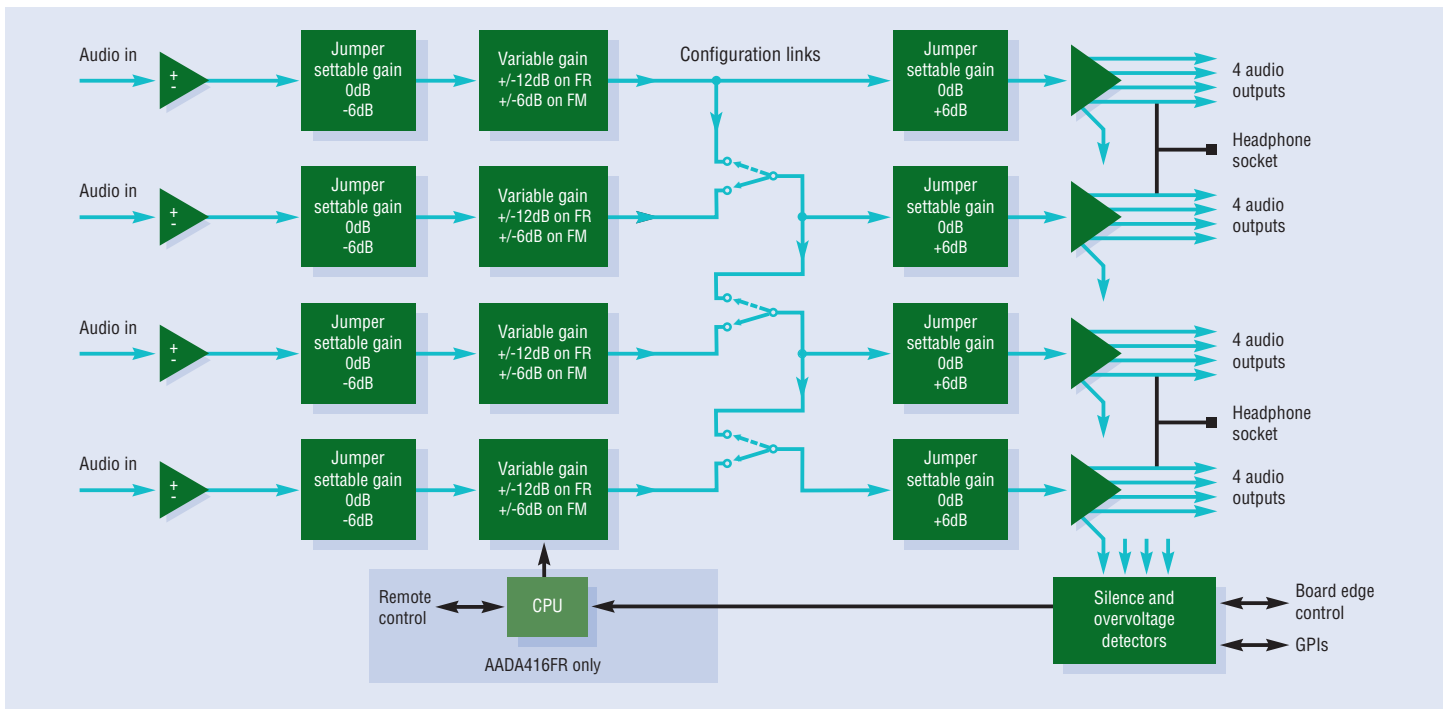 Audio in
+
-
Jumper
settable gain
0dB
-6dB
Variable gain
+/-12dB on FR
+/-6dB on FM
Configuration links
Jumper
settable gain
0dB
+6dB
4 audio
outputs
Headphone
socket
Audio in
+
-
Jumper
settable gain
0dB
-6dB
Variable gain
+/-12dB on FR
+/-6dB on FM
Jumper
settable gain
0dB
+6dB
4 audio
outputs
Audio in
+
-
Jumper
settable gain
0dB
-6dB
Variable gain
+/-12dB on FR
+/-6dB on FM
Jumper
settable gain
0dB
+6dB
4 audio
outputs
Headphone
socket
Audio in
+
-
Jumper
settable gain
0dB
-6dB
Variable gain
+/-12dB on FR
+/-6dB on FM
Jumper
settable gain
0dB
+6dB
4 audio
outputs
Remote
control
CPU
AADA416FR only
Silence and
overvoltage
detectors
Board edge
control
GPIs